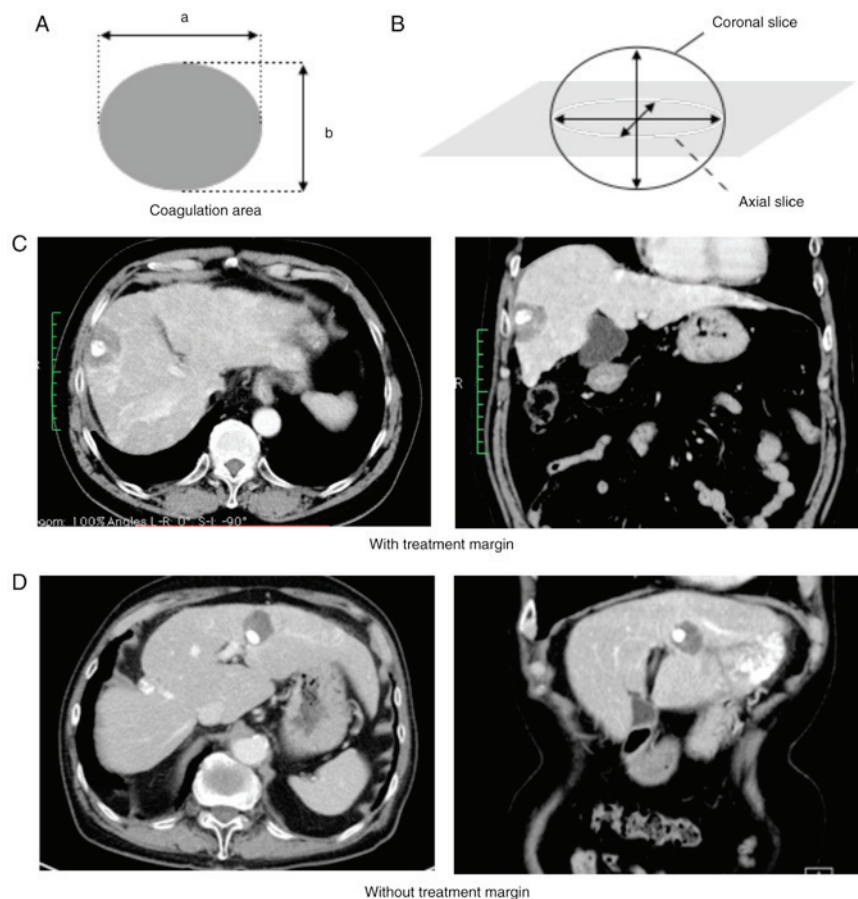 A
a
b
Coagulation area
B
Coronal slice
Axial slice
C
R
oom: 100% Angles L-R: 0° S-I: -90°
R
With treatment margin
D
Without treatment margin